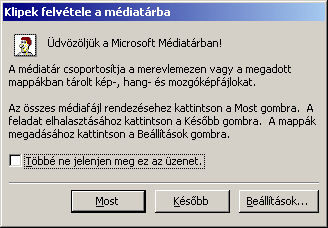 Klipek felvétele a médiatárba
Üdvözöljük a Microsoft Médiatárban!
A médiatár csoportosítja a merevlemezen vagy a megadott
mappákban tárolt kép-, hang- és mozgóképfájlokat.
Az összes médiafájl rendezéséhez kattintson a Most gombra. A
feladat elhalasztásához kattintson a Később gombra. A mappák
megadásához kattintson a Beállítások gombra.
Többé ne jelenjen meg ez az üzenet.
Most
Később
Beállítások...